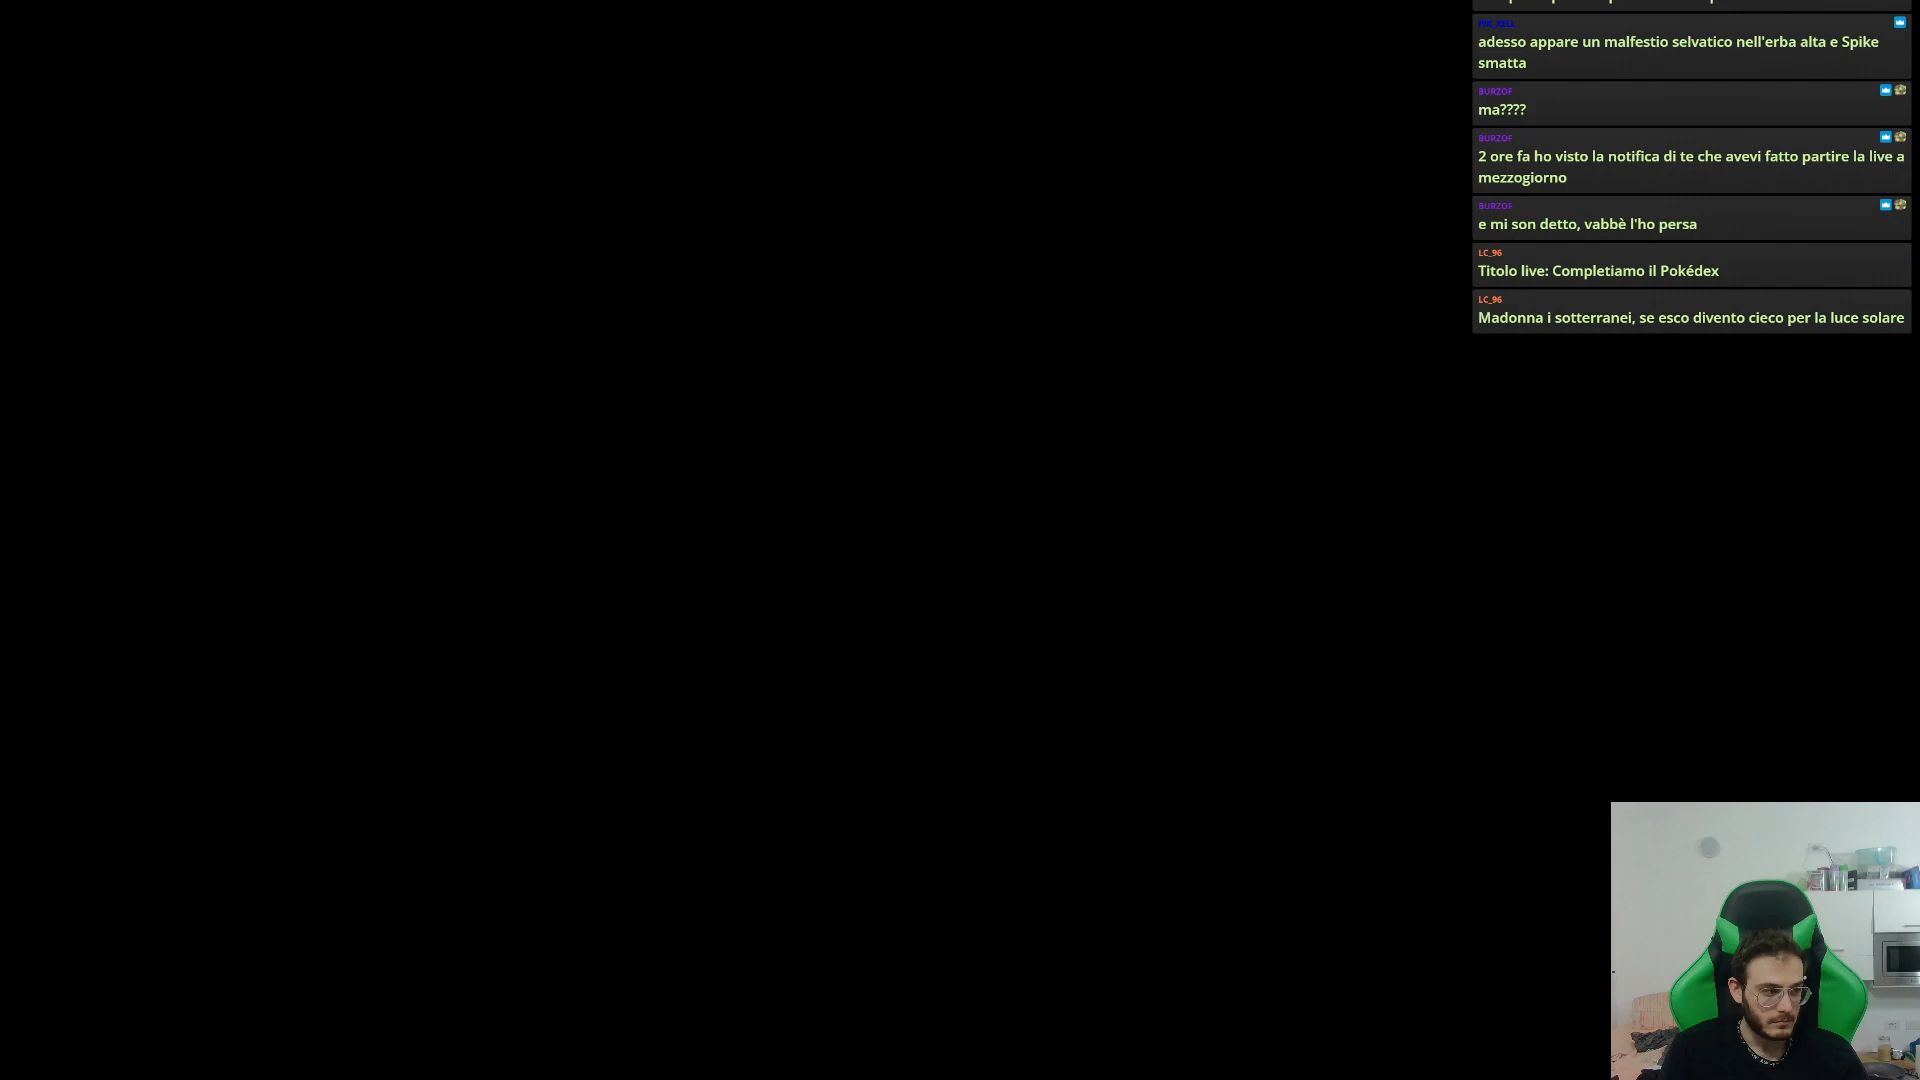 PIX_KELL
adesso appare un malfestio selvatico nell'erba alta e Spike
smatta
BURZOF
ma????
BURZOF
2 ore fa ho visto la notifica di te che avevi fatto partire la live a
mezzogiorno
BURZOF
e mi son detto, vabbè l'ho persa
LC_96
Titolo live: Completiamo il Pokédex
LC_96
Madonna i sotterranei, se esco divento cieco per la luce solare